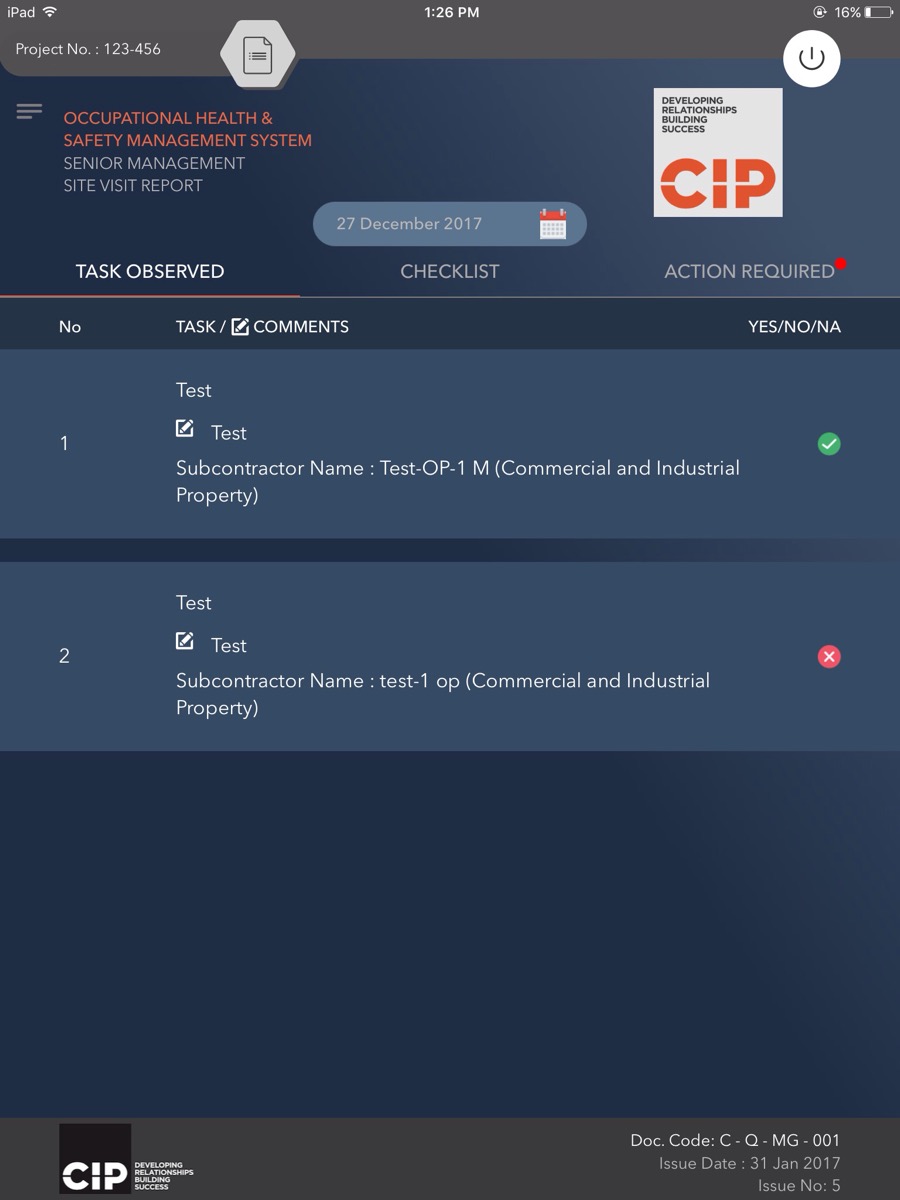 iPad 1:26 PM 16%
Project No. : 123-456
OCCUPATIONAL HEALTH &
SAFETY MANAGEMENT SYSTEM
SENIOR MANAGEMENT
SITE VISIT REPORT
DEVELOPING
RELATIONSHIPS
BUILDING
SUCCESS
CIP
27 December 2017
TASK OBSERVED CHECKLIST ACTION REQUIRED
No TASK / COMMENTS YES/NO/NA
Test
1 Test
Subcontractor Name : Test-OP-1 M (Commercial and Industrial
Property)
Test
2 Test
Subcontractor Name : test-1 op (Commercial and Industrial
Property)
CIP
DEVELOPING
RELATIONSHIPS
BUILDING
SUCCESS
Doc. Code: C - Q - MG - 001
Issue Date : 31 Jan 2017
Issue No: 5